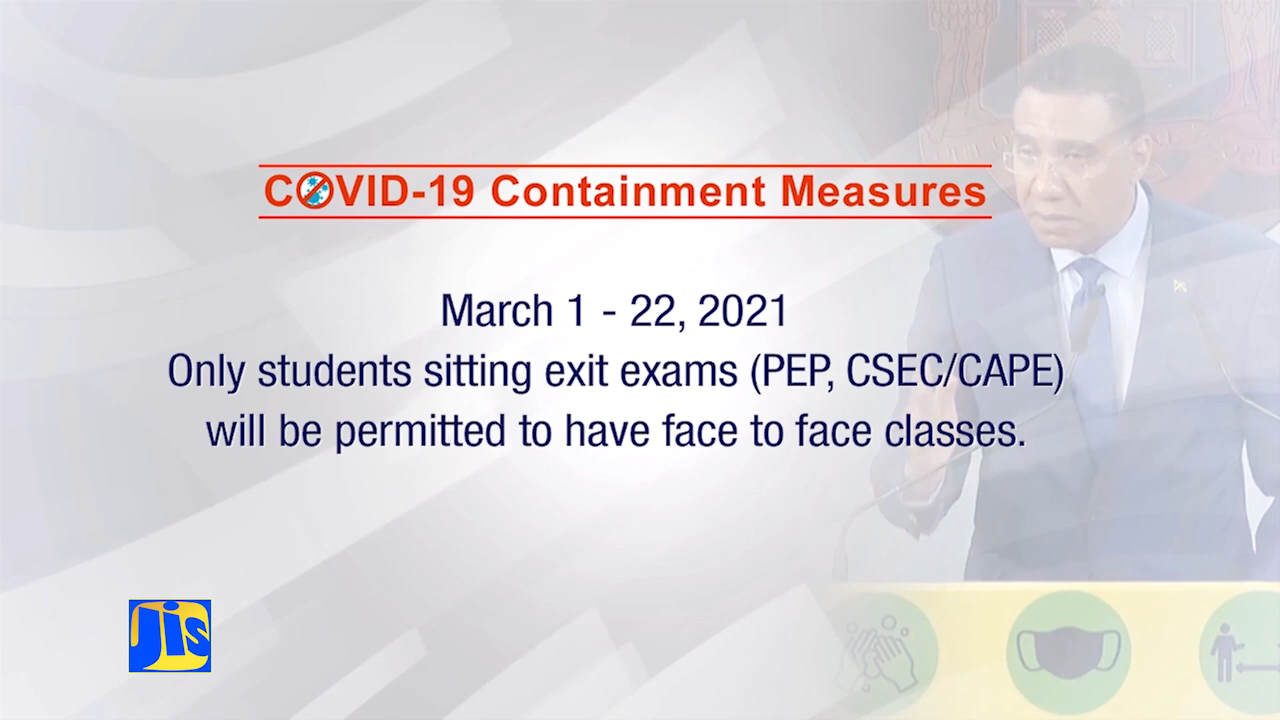 COVID-19 Containment Measures
March 1 - 22, 2021
Only students sitting exit exams (PEP, CSEC/CAPE)
will be permitted to have face to face classes.
JIS